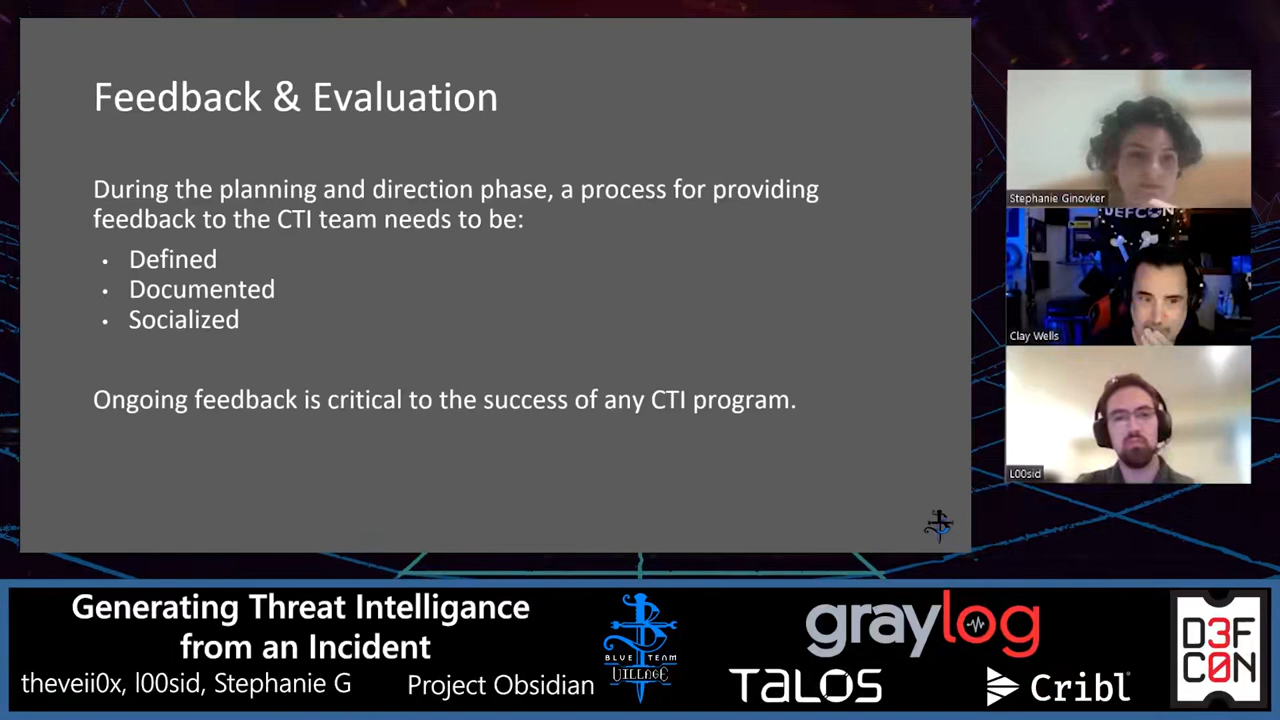 Feedback & Evaluation
During the planning and direction phase, a process for providing
feedback to the CTI team needs to be:
• Defined
• Documented
• Socialized
Ongoing feedback is critical to the success of any CTI program.
Stephanie Ginovker
DEFCON
Clay Wells
L00sid
Generating Threat Intelligance
from an Incident
theveii0x, l00sid, Stephanie G
Project Obsidian
BLUE TEAM
VILLAGE
graylog
TALOS
Cribl
D3F
C0N